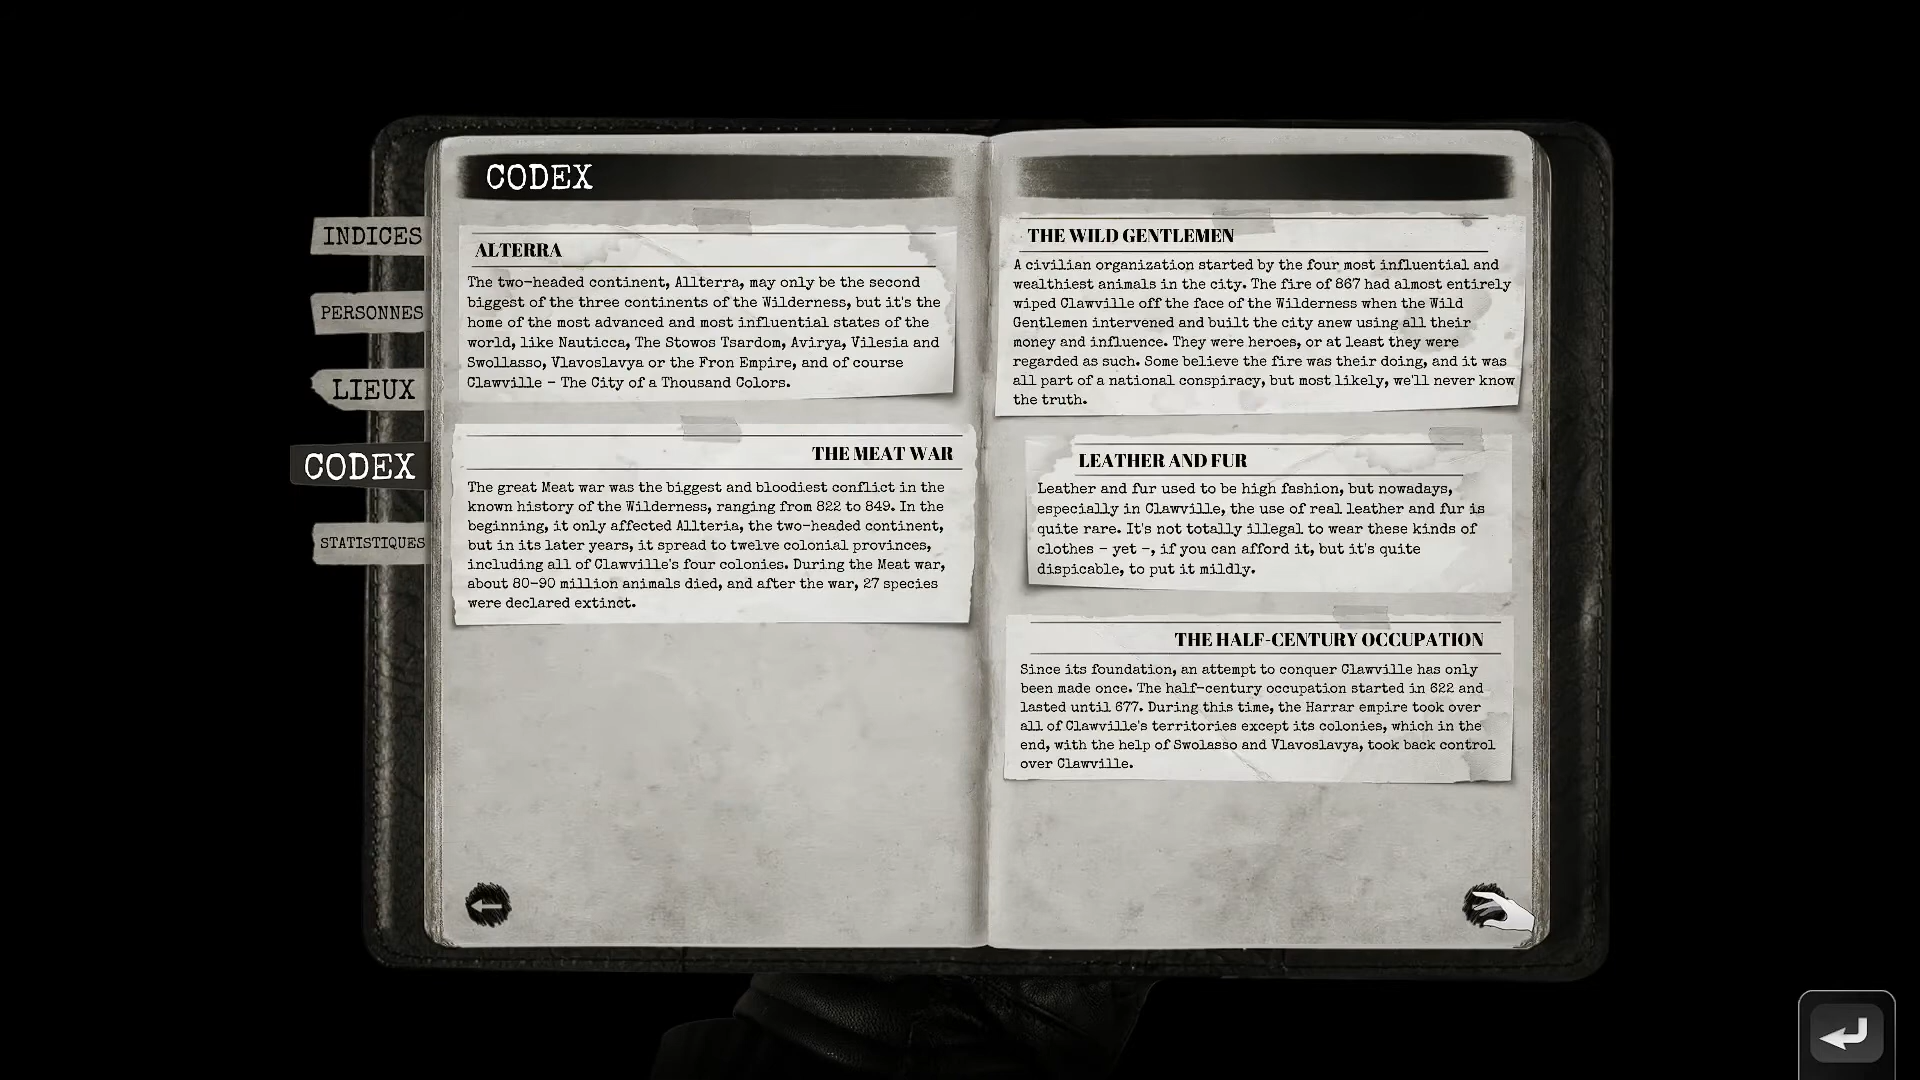 INDICES
PERSONNES
LIEUX
CODEX
STATISTIQUES
CODEX
ALTERRA
The two-headed continent, Allterra, may only be the second
biggest of the three continents of the Wilderness, but it's the
home of the most advanced and most influential states of the
world, like Nauticca, The Stowos Tsardom, Avirya, Vilesia and
Swollasso, Vlavoslavya or the Fron Empire, and of course
Clawville - The City of a Thousand Colors.
THE MEAT WAR
The great Meat war was the biggest and bloodiest conflict in the
known history of the Wilderness, ranging from 822 to 849. In the
beginning, it only affected Allteria, the two-headed continent,
but in its later years, it spread to twelve colonial provinces,
including all of Clawville's four colonies. During the Meat war,
about 80-90 million animals died, and after the war, 27 species
were declared extinct.
THE WILD GENTLEMEN
A civilian organization started by the four most influential and
wealthiest animals in the city. The fire of 867 had almost entirely
wiped Clawville off the face of the Wilderness when the Wild
Gentlemen intervened and built the city anew using all their
money and influence. They were heroes, or at least they were
regarded as such. Some believe the fire was their doing, and it was
all part of a national conspiracy, but most likely, we'll never know
the truth.
LEATHER AND FUR
Leather and fur used to be high fashion, but nowadays,
especially in Clawville, the use of real leather and fur is
quite rare. It's not totally illegal to wear these kinds of
clothes - yet -, if you can afford it, but it's quite
dispicable, to put it mildly.
THE HALF-CENTURY OCCUPATION
Since its foundation, an attempt to conquer Clawville has only
been made once. The half-century occupation started in 622 and
lasted until 677. During this time, the Harrar empire took over
all of Clawville's territories except its colonies, which in the
end, with the help of Swolasso and Vlavoslavya, took back control
over Clawville.